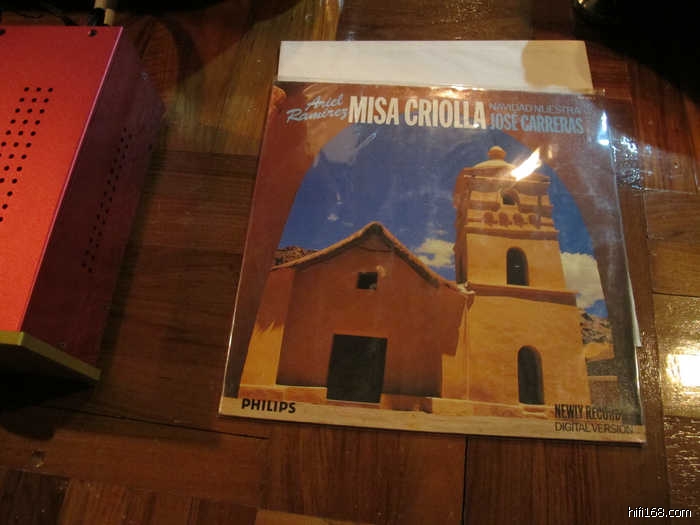 Ariel
Ramírez
MISA CRIOLLA
NAVIDAD NUESTRA
JOSÉ CARRERAS
PHILIPS
NEWLY RECORDED
DIGITAL VERSION
hifi168.com